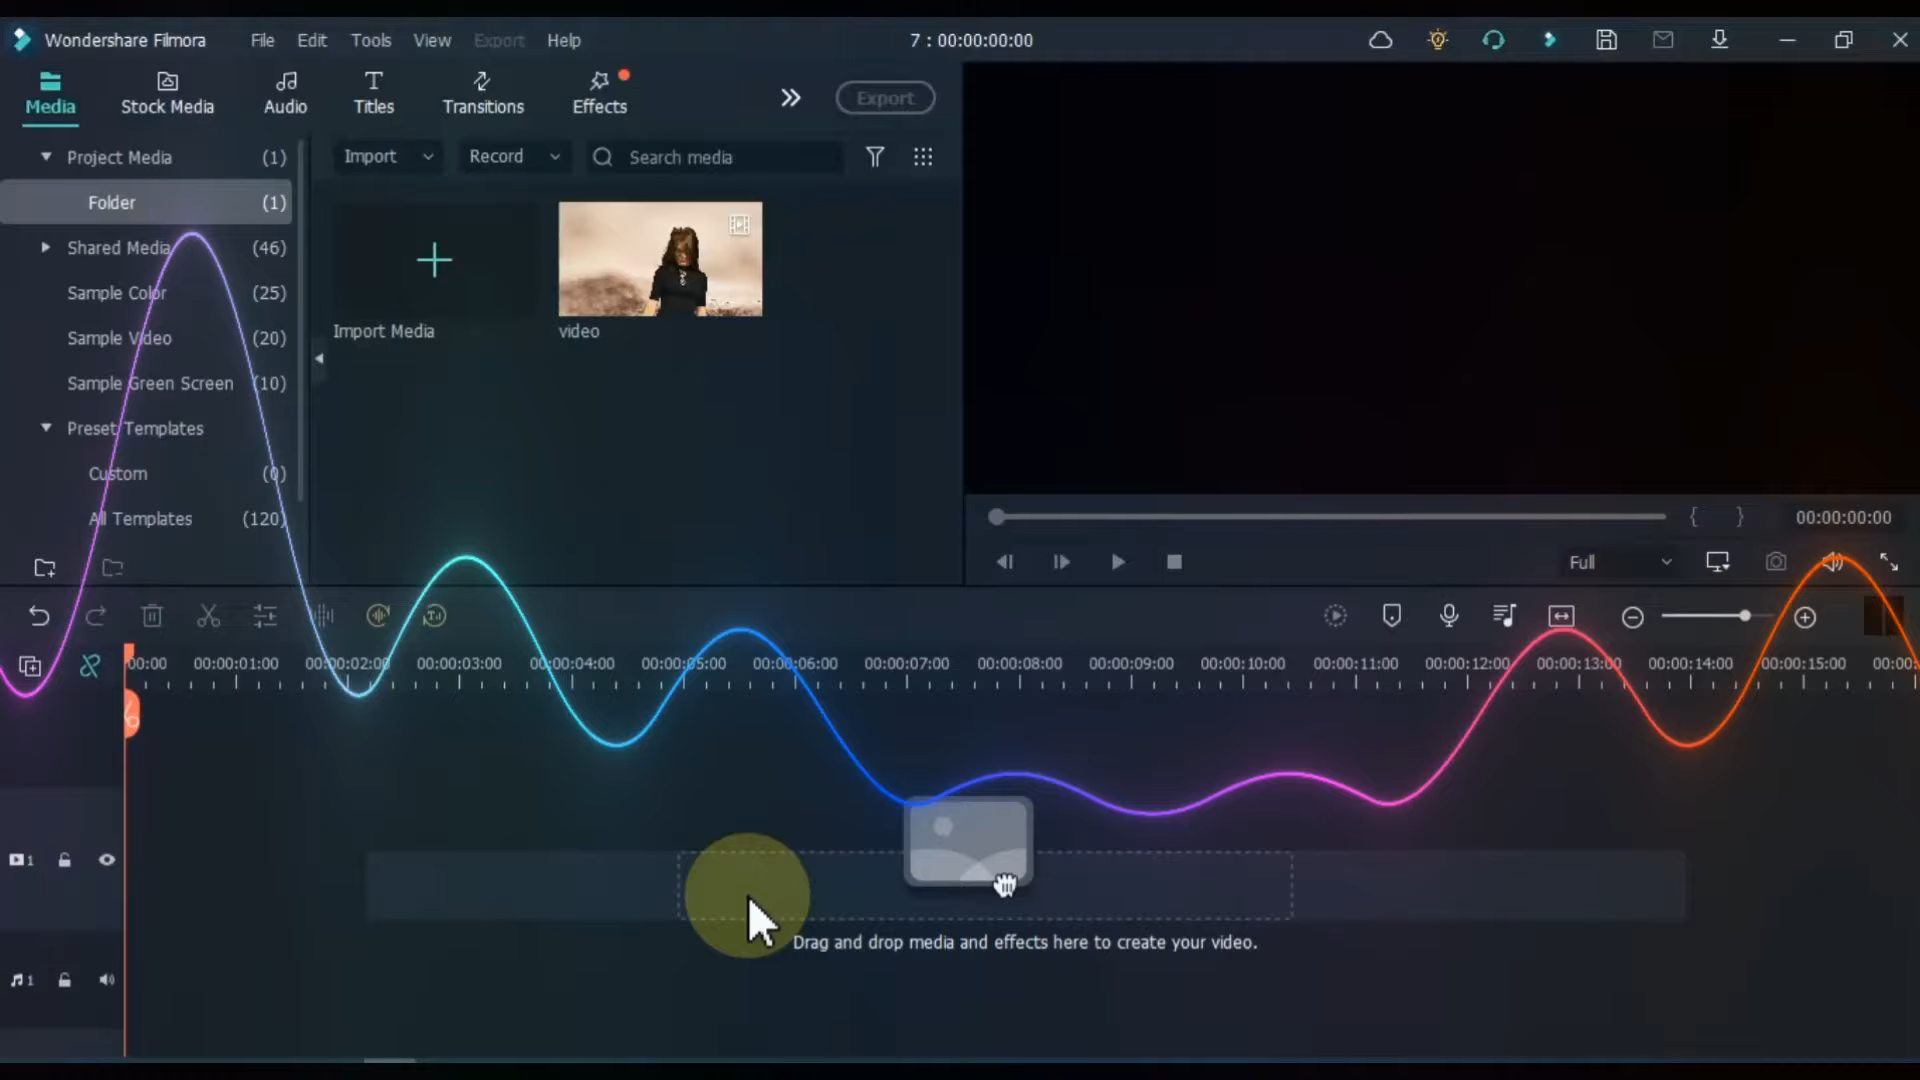 Wondershare Filmora File Edit Tools View Export Help 7 : 00:00:00:00
Media Stock Media Audio Titles Transitions Effects Export
Project Media (1)
Folder (1)
Shared Media (46)
Sample Color (25)
Sample Video (20)
Sample Green Screen (10)
Preset Templates
Custom (0)
All Templates (120)
Import Record Search media
Import Media video
00:00:00:00
Full
00:00 00:00:01:00 00:00:02:00 00:00:03:00 00:00:04:00 00:00:05:00 00:00:06:00 00:00:07:00 00:00:08:00 00:00:09:00 00:00:10:00 00:00:11:00 00:00:12:00 00:00:13:00 00:00:14:00 00:00:15:00 00:00:
1
Drag and drop media and effects here to create your video.
1